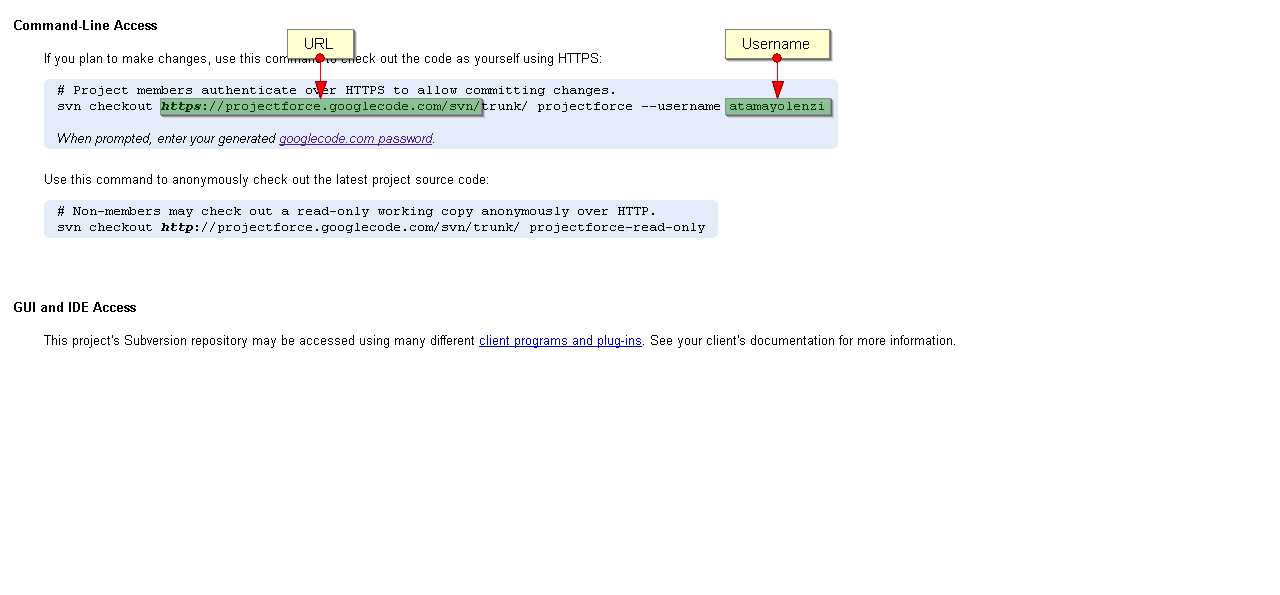 Command-Line Access
URL
Username
If you plan to make changes, use this command to check out the code as yourself using HTTPS:
# Project members authenticate over HTTPS to allow committing changes.
svn checkout https://projectforce.googlecode.com/svn/trunk/ projectforce --username atamayolenzi
When prompted, enter your generated googlecode.com password.
Use this command to anonymously check out the latest project source code:
# Non-members may check out a read-only working copy anonymously over HTTP.
svn checkout http://projectforce.googlecode.com/svn/trunk/ projectforce-read-only
GUI and IDE Access
This project's Subversion repository may be accessed using many different client programs and plug-ins. See your client's documentation for more information.